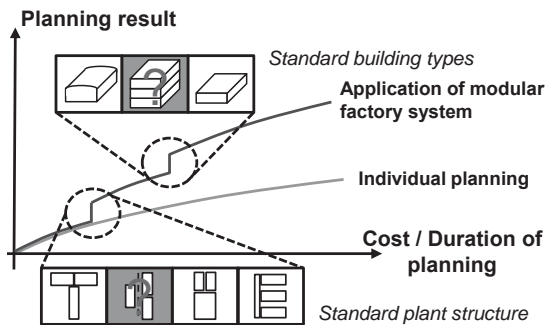 Planning result
Standard building types
?
Application of modular
factory system
Individual planning
Cost / Duration of
planning
?
Standard plant structure